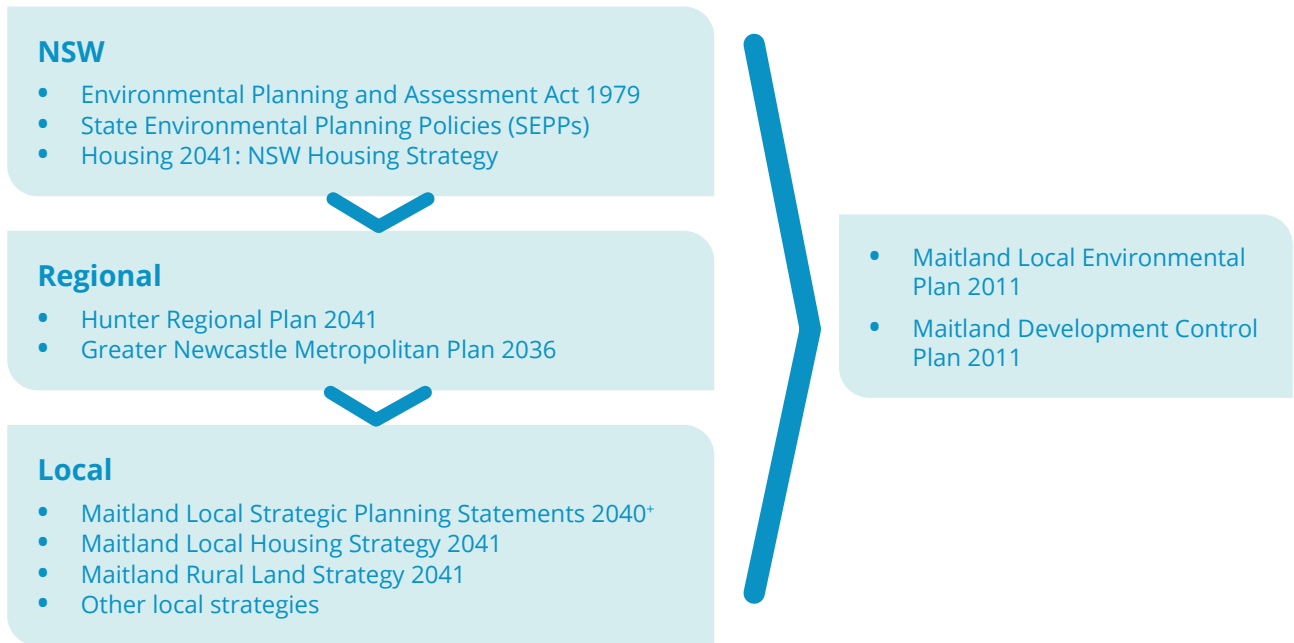 NSW
• Environmental Planning and Assessment Act 1979
• State Environmental Planning Policies (SEPPs)
• Housing 2041: NSW Housing Strategy
Regional
• Hunter Regional Plan 2041
• Greater Newcastle Metropolitan Plan 2036
Local
• Maitland Local Strategic Planning Statements 2040⁺
• Maitland Local Housing Strategy 2041
• Maitland Rural Land Strategy 2041
• Other local strategies
• Maitland Local Environmental
Plan 2011
• Maitland Development Control
Plan 2011